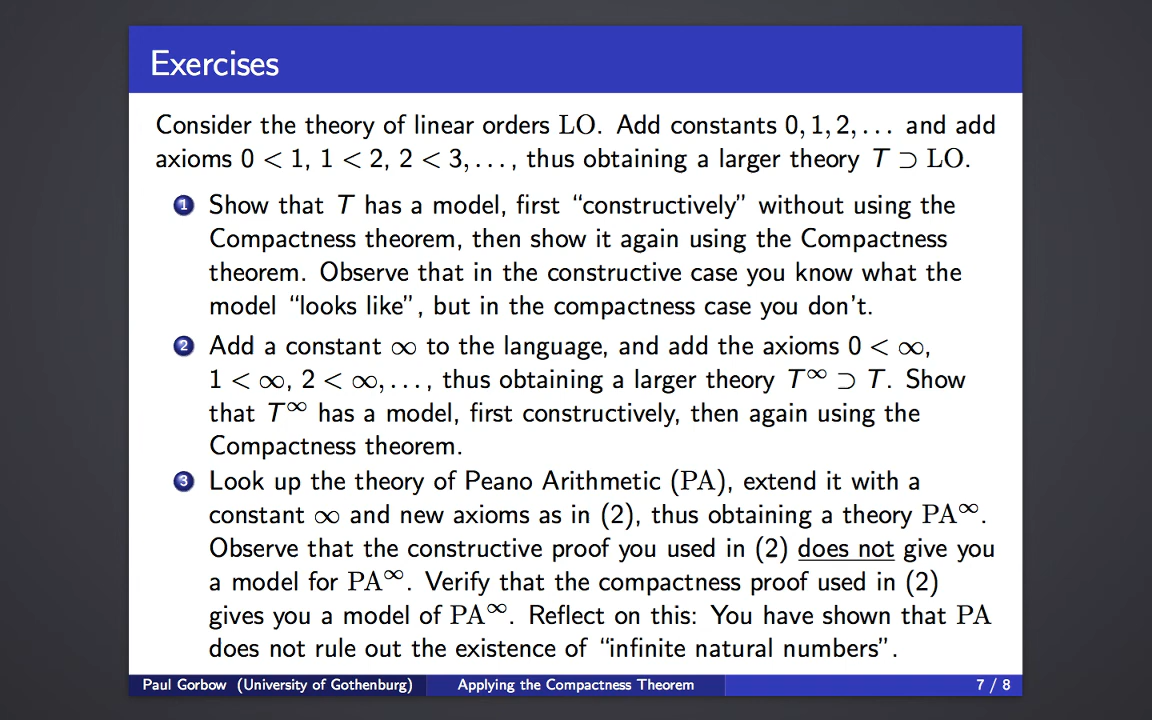 Exercises
Consider the theory of linear orders LO. Add constants 0, 1, 2, . . . and add
axioms 0 < 1, 1 < 2, 2 < 3, . . . , thus obtaining a larger theory T ⊃ LO.
1 Show that T has a model, first “constructively” without using the
Compactness theorem, then show it again using the Compactness
theorem. Observe that in the constructive case you know what the
model “looks like”, but in the compactness case you don’t.
2 Add a constant ∞ to the language, and add the axioms 0 < ∞,
1 < ∞, 2 < ∞, . . . , thus obtaining a larger theory T^∞ ⊃ T. Show
that T^∞ has a model, first constructively, then again using the
Compactness theorem.
3 Look up the theory of Peano Arithmetic (PA), extend it with a
constant ∞ and new axioms as in (2), thus obtaining a theory PA^∞.
Observe that the constructive proof you used in (2) does not give you
a model for PA^∞. Verify that the compactness proof used in (2)
gives you a model of PA^∞. Reflect on this: You have shown that PA
does not rule out the existence of “infinite natural numbers”.
Paul Gorbow (University of Gothenburg) Applying the Compactness Theorem 7 / 8